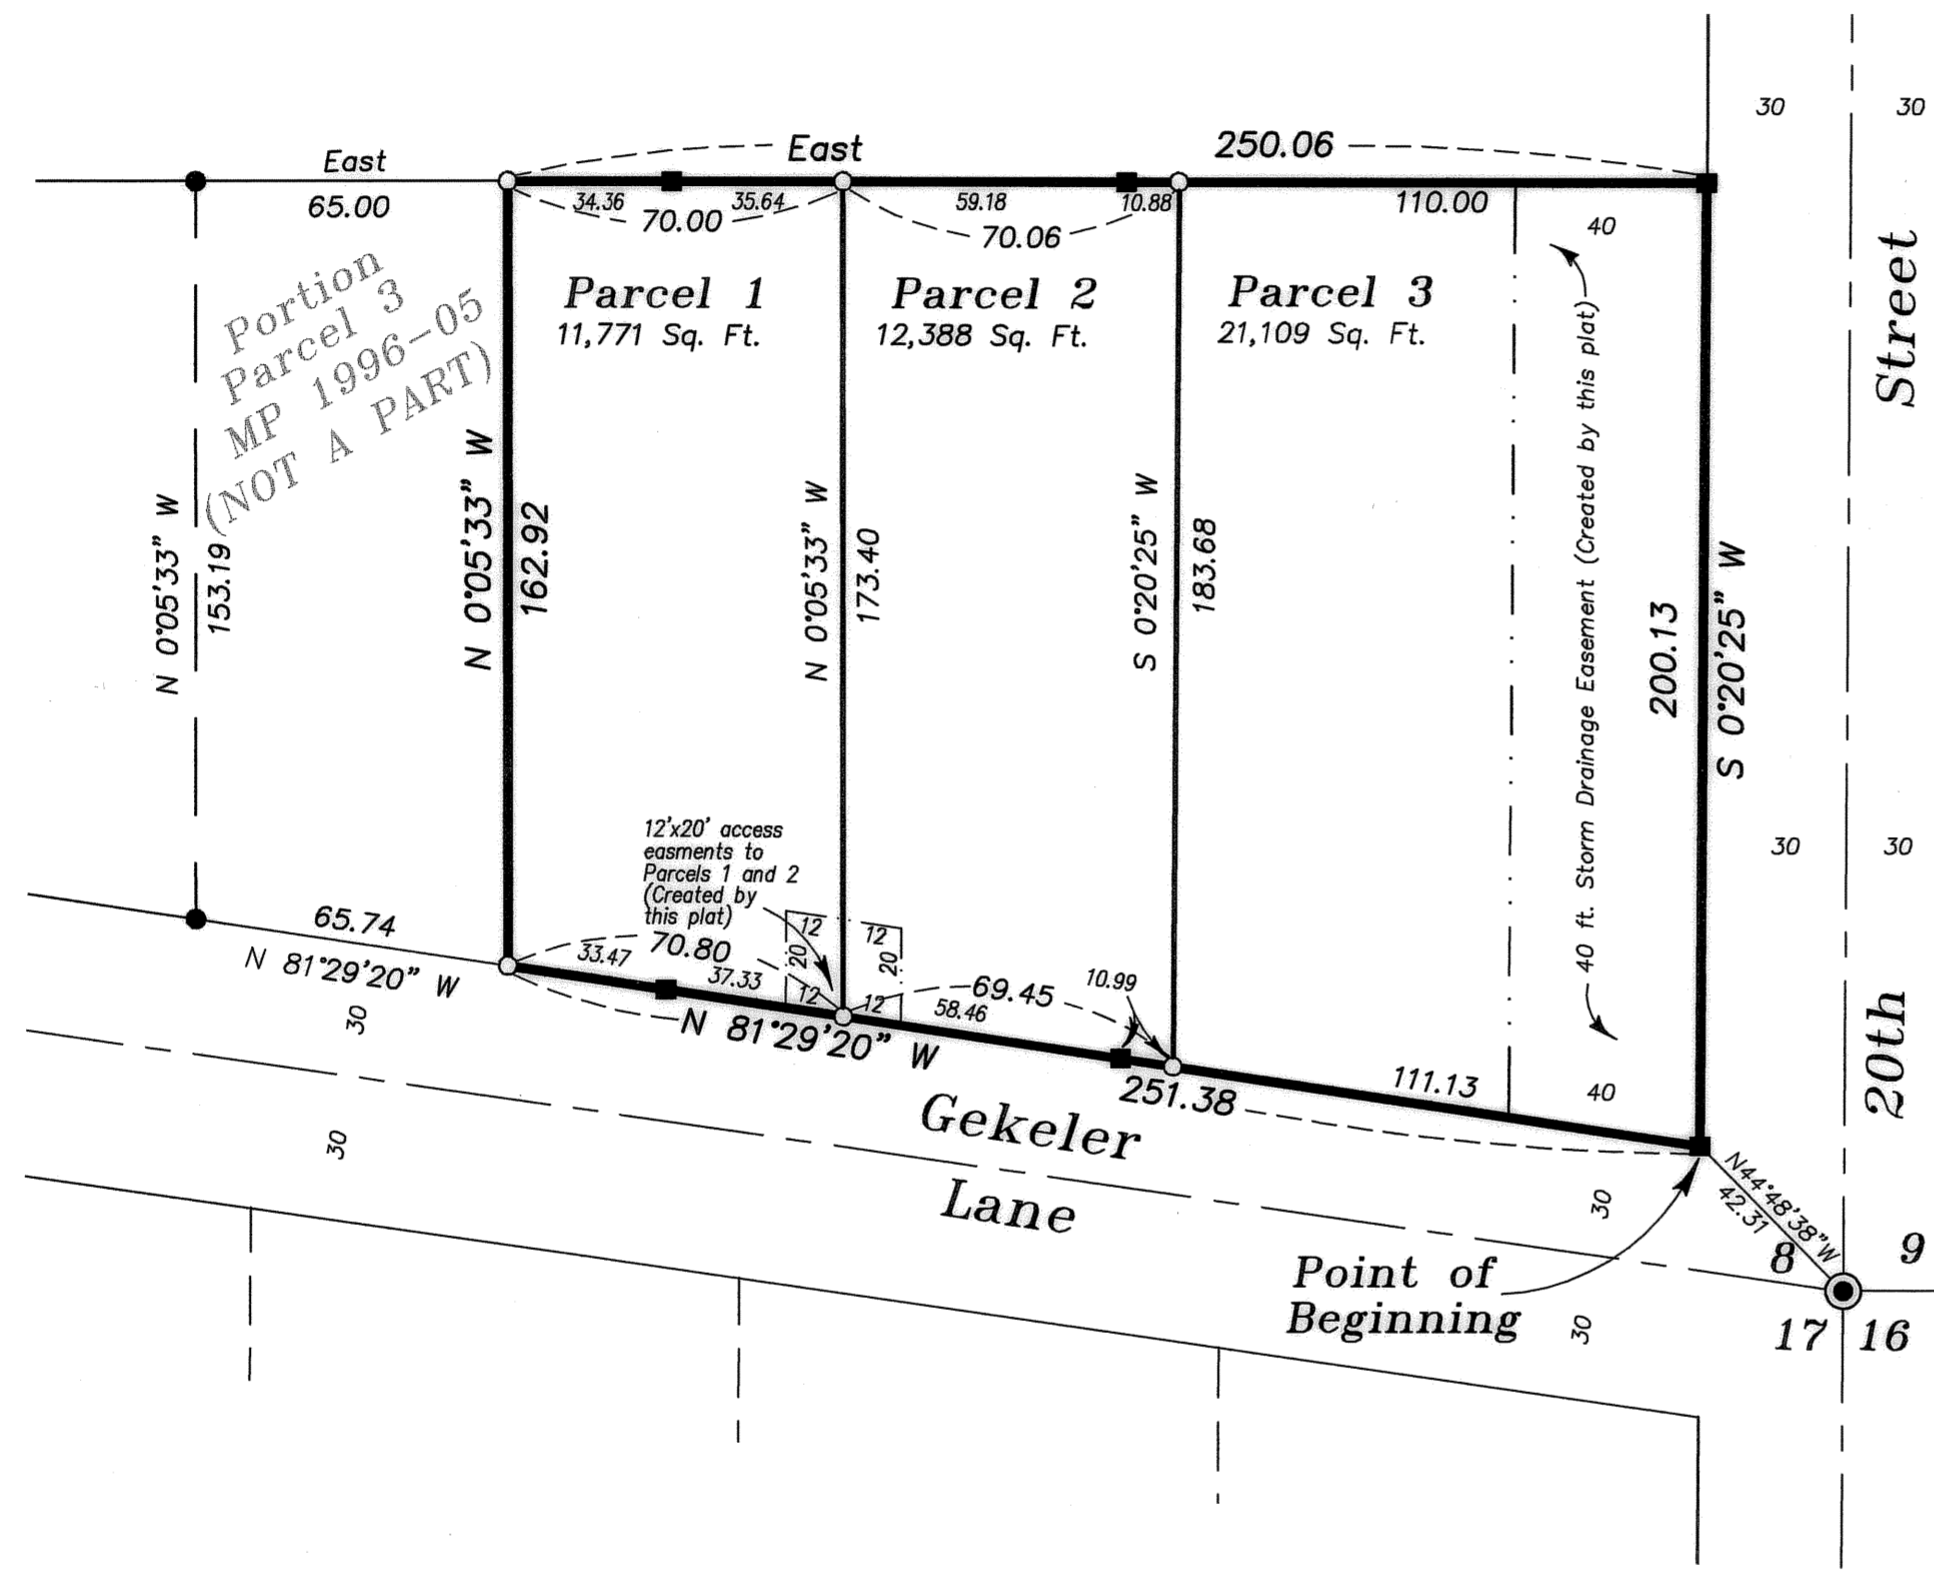 30
30
East
East
250.06
65.00
34.36
35.64
70.00
59.18
10.88
70.06
110.00
40
Portion
Parcel 3
MP 1996-05
(NOT A PART)
Parcel 1
11,771 Sq. Ft.
Parcel 2
12,388 Sq. Ft.
Parcel 3
21,109 Sq. Ft.
N 0°05'33" W
153.19
N 0°05'33" W
162.92
N 0°05'33" W
173.40
S 0°20'25" W
183.68
40 ft. Storm Drainage Easement (Created by this plat)
200.13
S 0°20'25" W
20th Street
30
30
12'x20' access
easments to
Parcels 1 and 2
(Created by
this plat)
12
12
20
20
12
12
65.74
N 81°29'20" W
70.80
33.47
37.33
69.45
58.46
10.99
N 81°29'20" W
251.38
111.13
40
30
30
Gekeler
Lane
30
30
Point of
Beginning
N44°48'38"W
42.31
8
9
17
16